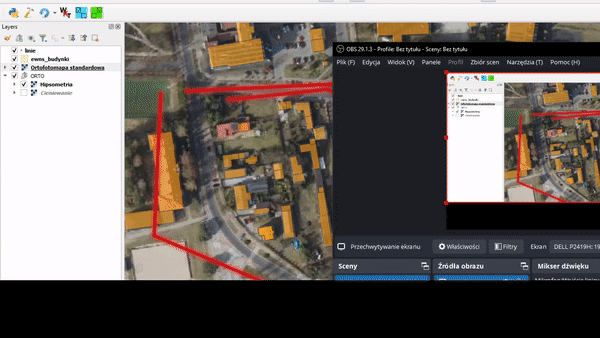 Layers
linie
ewns_budynki
Ortofotomapa standardowa
ORTO
Hipsometria
Cieniowanie
OBS 29.1.3 - Profile: Bez tytułu - Sceny: Bez tytułu
Plik (F) Edycja Widok (V) Panele Profil Zbiór scen Narzędzia (T) Pomoc (H)
Przechwytywanie ekranu Właściwości Filtry Ekran DELL P2419H: 19
Sceny Źródła obrazu Mikser dźwięku